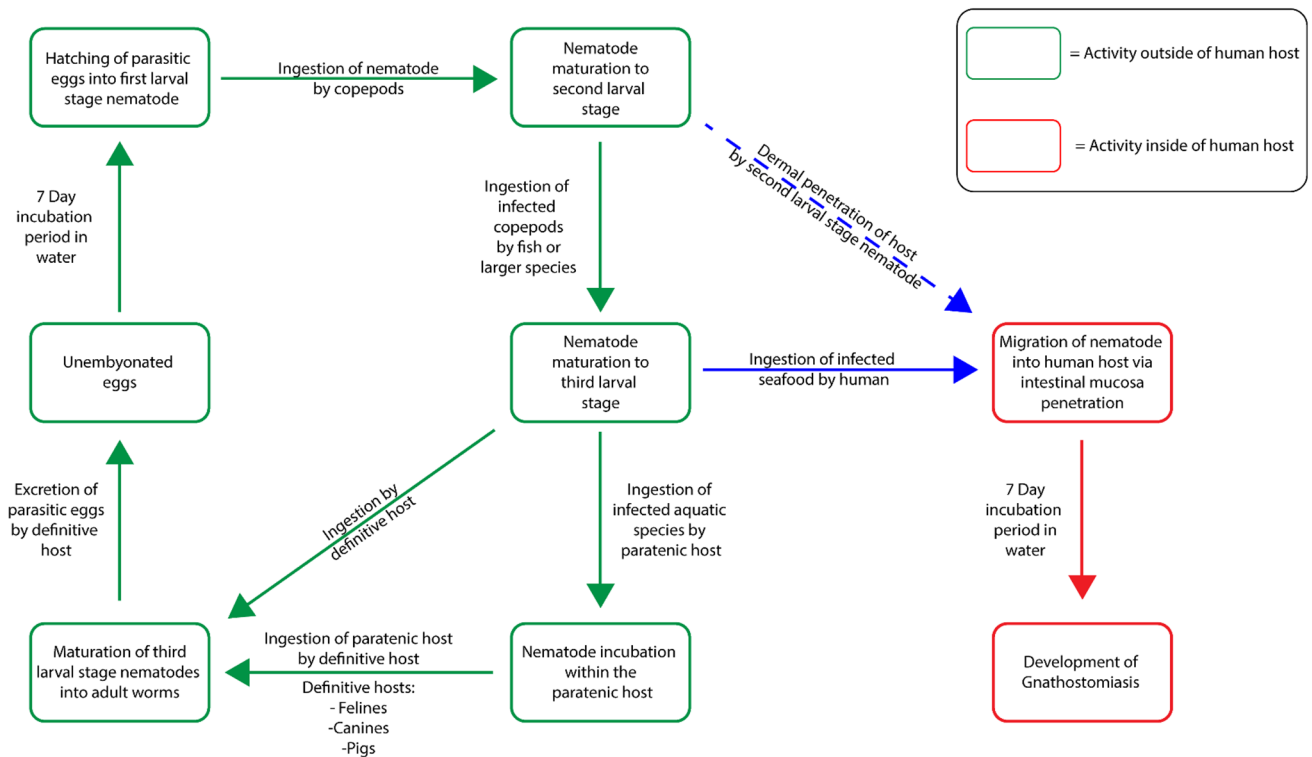 Hatching of parasitic
eggs into first larval
stage nematode
Ingestion of nematode
by copepods
Nematode
maturation to
second larval
stage
= Activity outside of human host
= Activity inside of human host
7 Day
incubation
period in
water
Ingestion of
infected
copepods
by fish or
larger species
Dermal penetration of host
by second larval stage nematode
Unembyonated
eggs
Nematode
maturation to
third larval
stage
Ingestion of infected
seafood by human
Migration of nematode
into human host via
intestinal mucosa
penetration
Excretion of
parasitic eggs
by definitive
host
Ingestion by
definitive host
Ingestion of
infected aquatic
species by
paratenic host
7 Day
incubation
period in
water
Maturation of third
larval stage nematodes
into adult worms
Ingestion of paratenic host
by definitive host
Definitive hosts:
- Felines
-Canines
-Pigs
Nematode incubation
within the
paratenic host
Development of
Gnathostomiasis